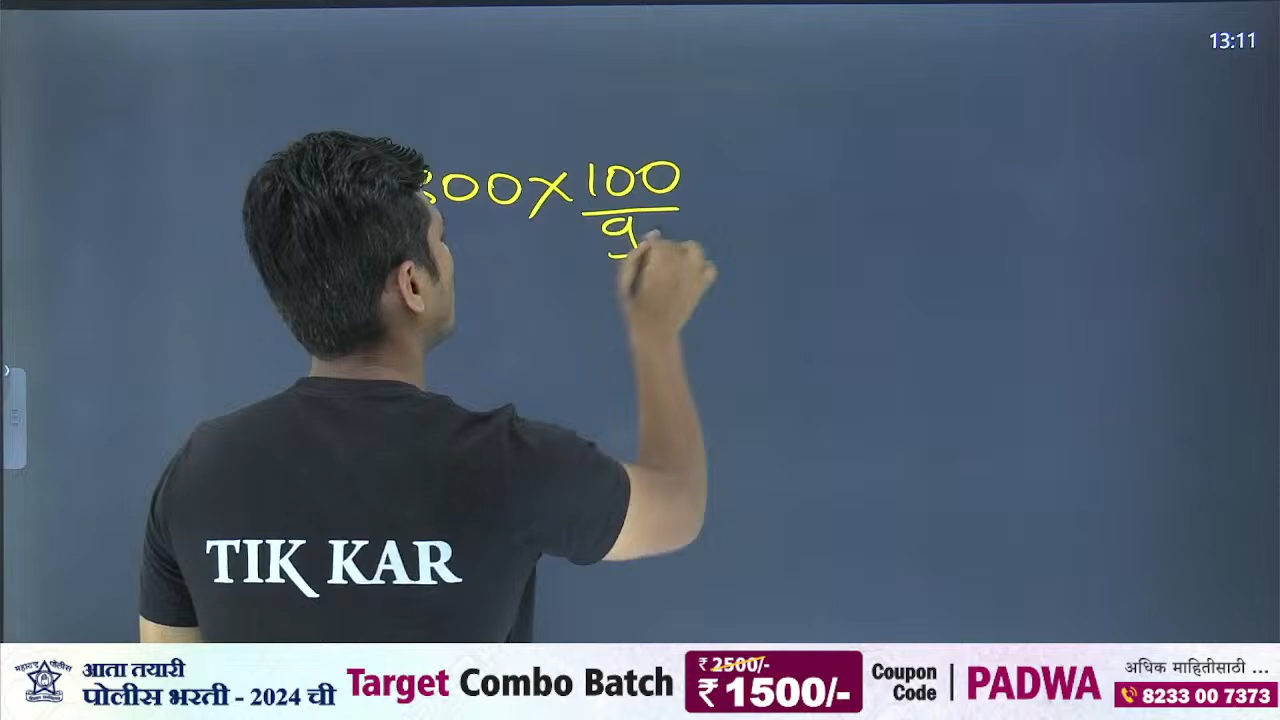 13:11
00×100
9
TIK KAR
महाराष्ट्र पोलीस
आता तयारी
पोलीस भरती - 2024 ची
Target Combo Batch
₹ 2500/-
₹ 1500/-
Coupon
Code
PADWA
अधिक माहितीसाठी ...
8233 00 7373